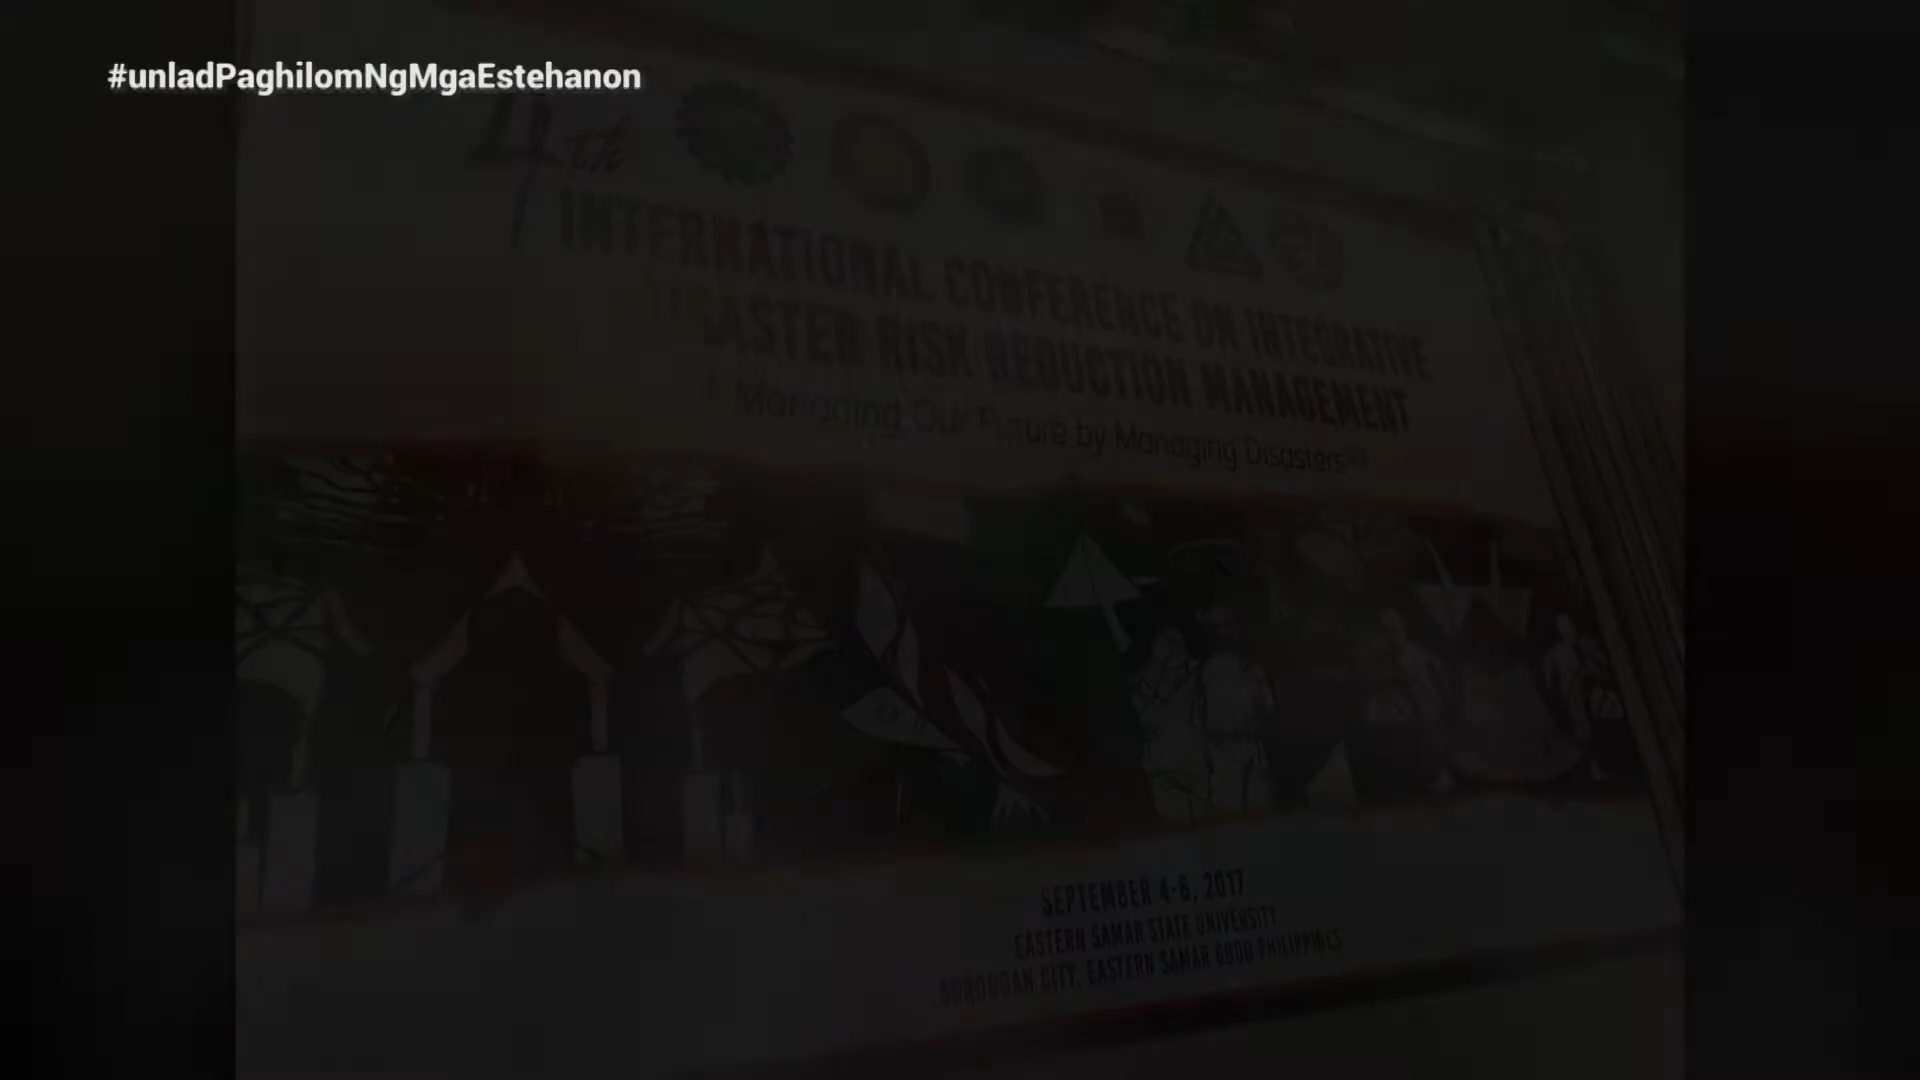 #unladPaghilomNgMgaEstehanon
4th
INTERNATIONAL CONFERENCE ON INTEGRATIVE
DISASTER RISK REDUCTION MANAGEMENT
Managing Our Future by Managing Disasters
SEPTEMBER 4-6, 2017
EASTERN SAMAR STATE UNIVERSITY
BORONGAN CITY, EASTERN SAMAR 6800 PHILIPPINES